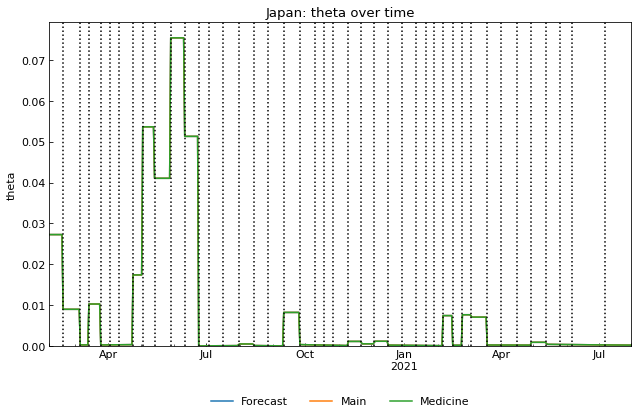 Japan: theta over time
theta
0.07
0.06
0.05
0.04
0.03
0.02
0.01
0.00
Apr Jul Oct Jan Apr Jul
2021
Forecast Main Medicine